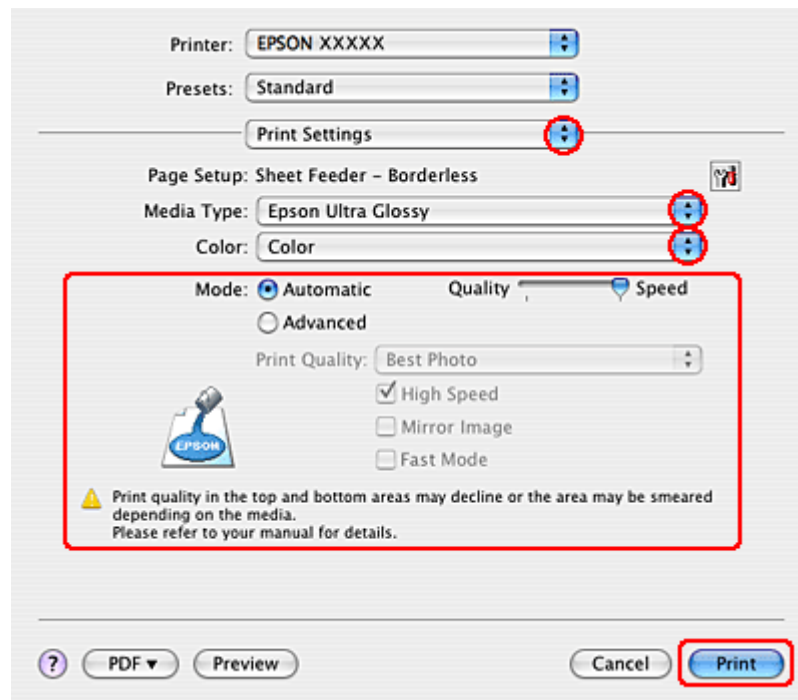 Printer: EPSON XXXXX
Presets: Standard
Print Settings
Page Setup: Sheet Feeder – Borderless
Media Type: Epson Ultra Glossy
Color: Color
Mode: Automatic Quality Speed
Advanced
Print Quality: Best Photo
High Speed
Mirror Image
Fast Mode
EPSON
Print quality in the top and bottom areas may decline or the area may be smeared
depending on the media.
Please refer to your manual for details.
? PDF ▼ Preview Cancel Print